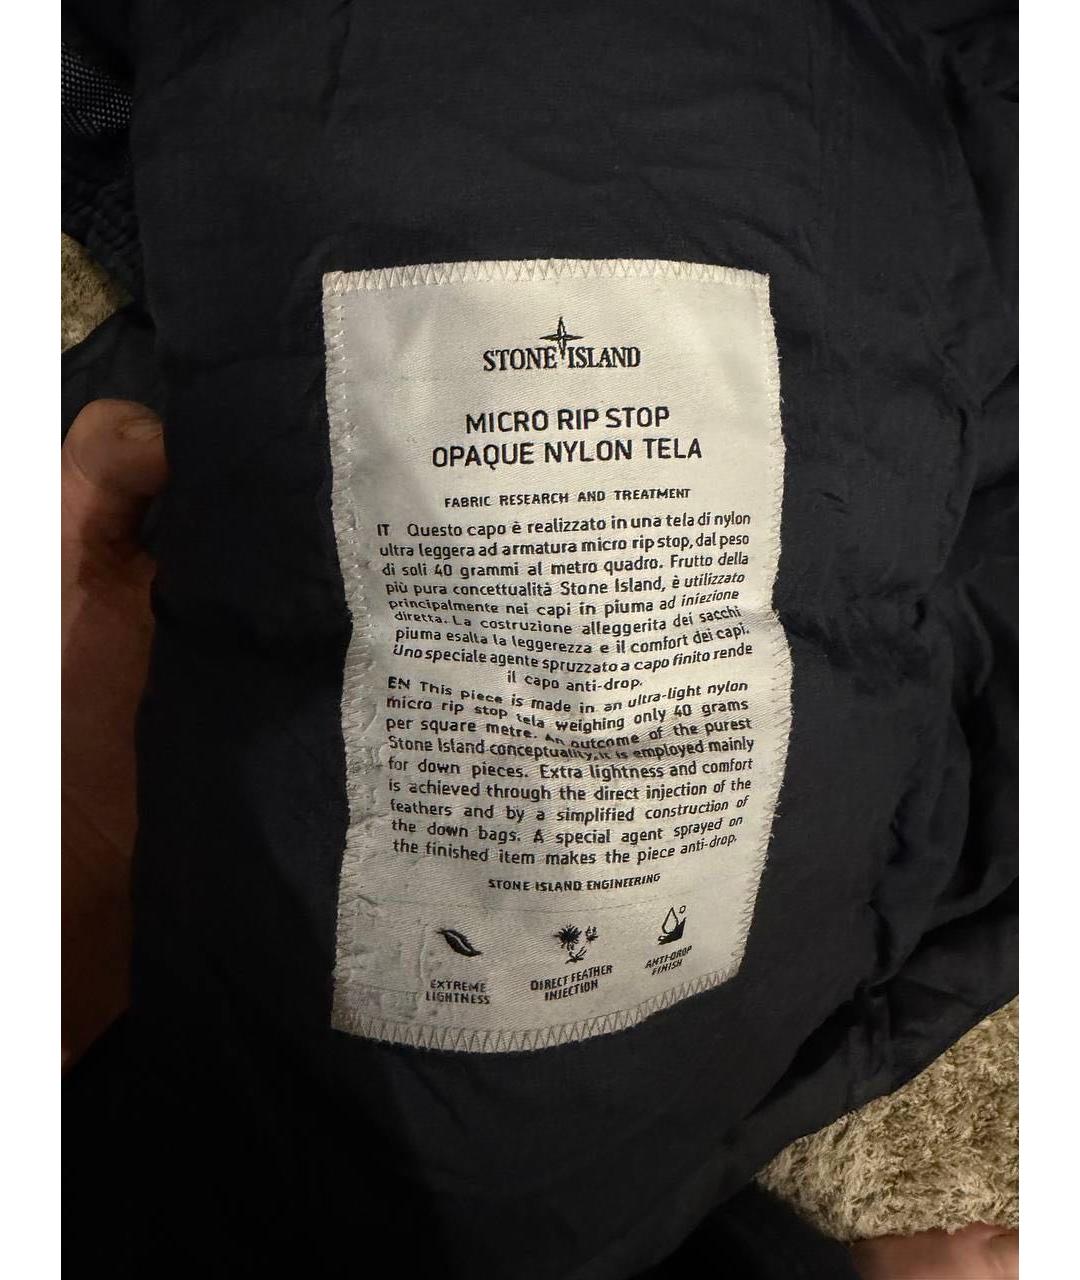 STONE ISLAND
MICRO RIP STOP
OPAQUE NYLON TELA
FABRIC RESEARCH AND TREATMENT
IT Questo capo è realizzato in una tela di nylon
ultra leggera ad armatura micro rip stop, dal peso
di soli 40 grammi al metro quadro. Frutto della
più pura concettualità Stone Island, è utilizzato
principalmente nei capi in piuma ad iniezione
diretta. La costruzione alleggerita dei sacchi
piuma esalta la leggerezza e il comfort dei capi.
Uno speciale agente spruzzato a capo finito rende
il capo anti-drop.
EN This piece is made in an ultra-light nylon
micro rip stop tela weighing only 40 grams
per square metre. An outcome of the purest
Stone Island conceptuality, it is employed mainly
for down pieces. Extra lightness and comfort
is achieved through the direct injection of the
feathers and by a simplified construction of
the down bags. A special agent sprayed on
the finished item makes the piece anti-drop.
STONE ISLAND ENGINEERING
EXTREME
LIGHTNESS
DIRECT FEATHER
INJECTION
ANTI-DROP
FINISH